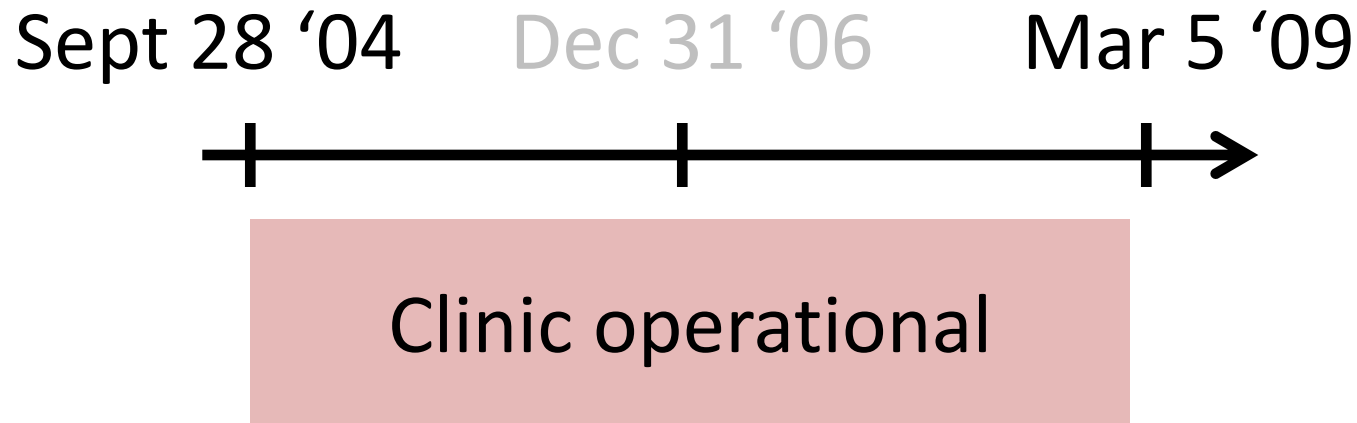 Sept 28 ‘04 Dec 31 ‘06 Mar 5 ‘09
Clinic operational